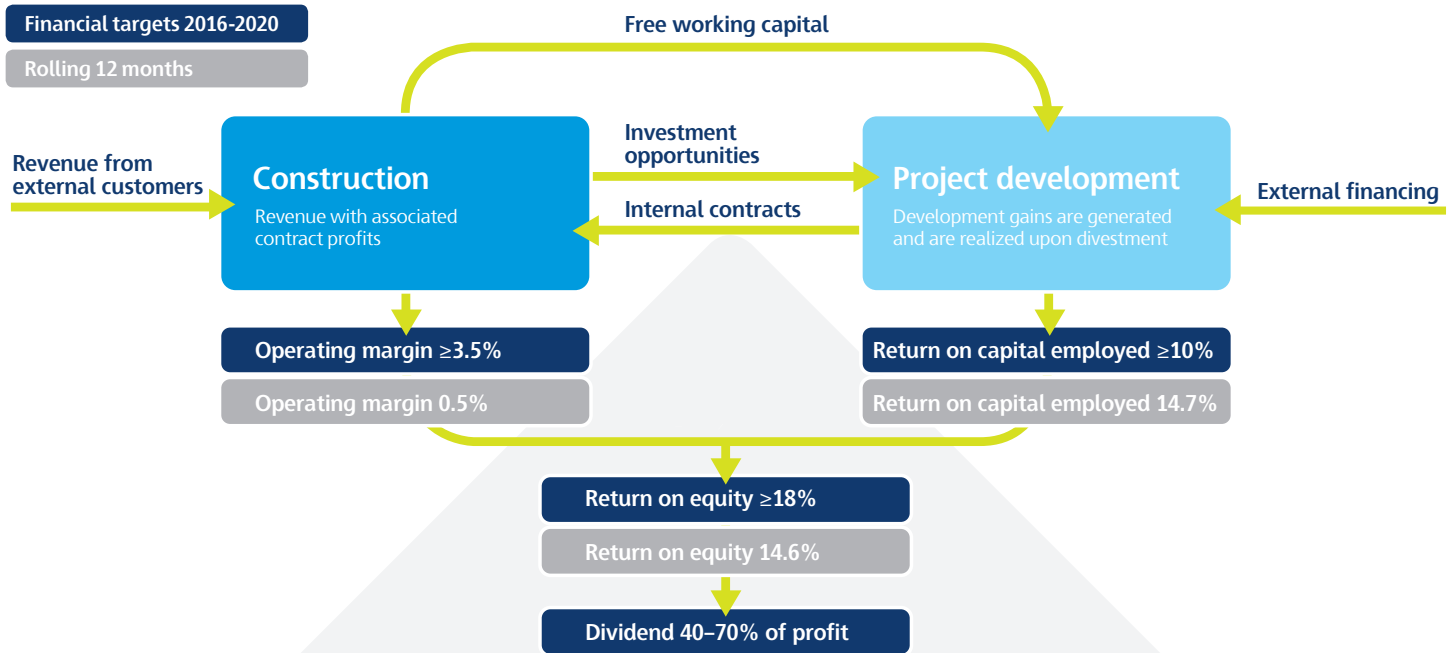 Financial targets 2016-2020
Rolling 12 months
Free working capital
Revenue from
external customers
Construction
Revenue with associated
contract profits
Investment
opportunities
Internal contracts
Project development
Development gains are generated
and are realized upon divestment
External financing
Operating margin ≥3.5%
Operating margin 0.5%
Return on capital employed ≥10%
Return on capital employed 14.7%
Return on equity ≥18%
Return on equity 14.6%
Dividend 40–70% of profit